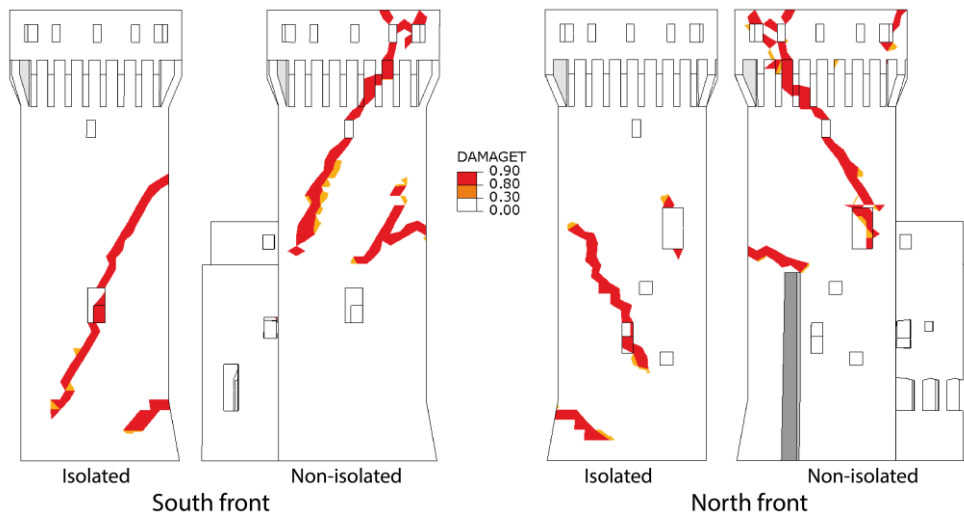 DAMAGET
0.90
0.80
0.30
0.00
Isolated
Non-isolated
Isolated
Non-isolated
South front
North front